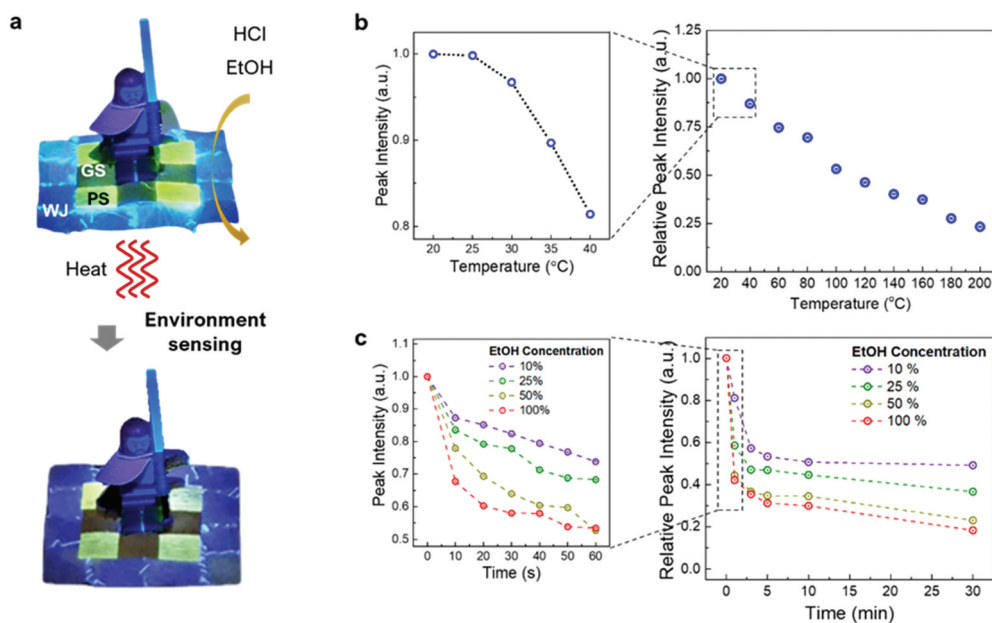 a
HCl
EtOH
GS
PS
WJ
Heat
Environment
sensing
b
Peak Intensity (a.u.)
1.0
0.9
0.8
20 25 30 35 40
Temperature (°C)
Relative Peak Intensity (a.u.)
1.25
1.00
0.75
0.50
0.25
0.00
20 40 60 80 100 120 140 160 180 200
Temperature (°C)
c
Peak Intensity (a.u.)
1.1
1.0
0.9
0.8
0.7
0.6
0.5
EtOH Concentration
10%
25%
50%
100%
0 10 20 30 40 50 60
Time (s)
Relative Peak Intensity (a.u.)
1.0
0.8
0.6
0.4
0.2
0.0
EtOH Concentration
10 %
25 %
50 %
100 %
0 5 10 15 20 25 30
Time (min)